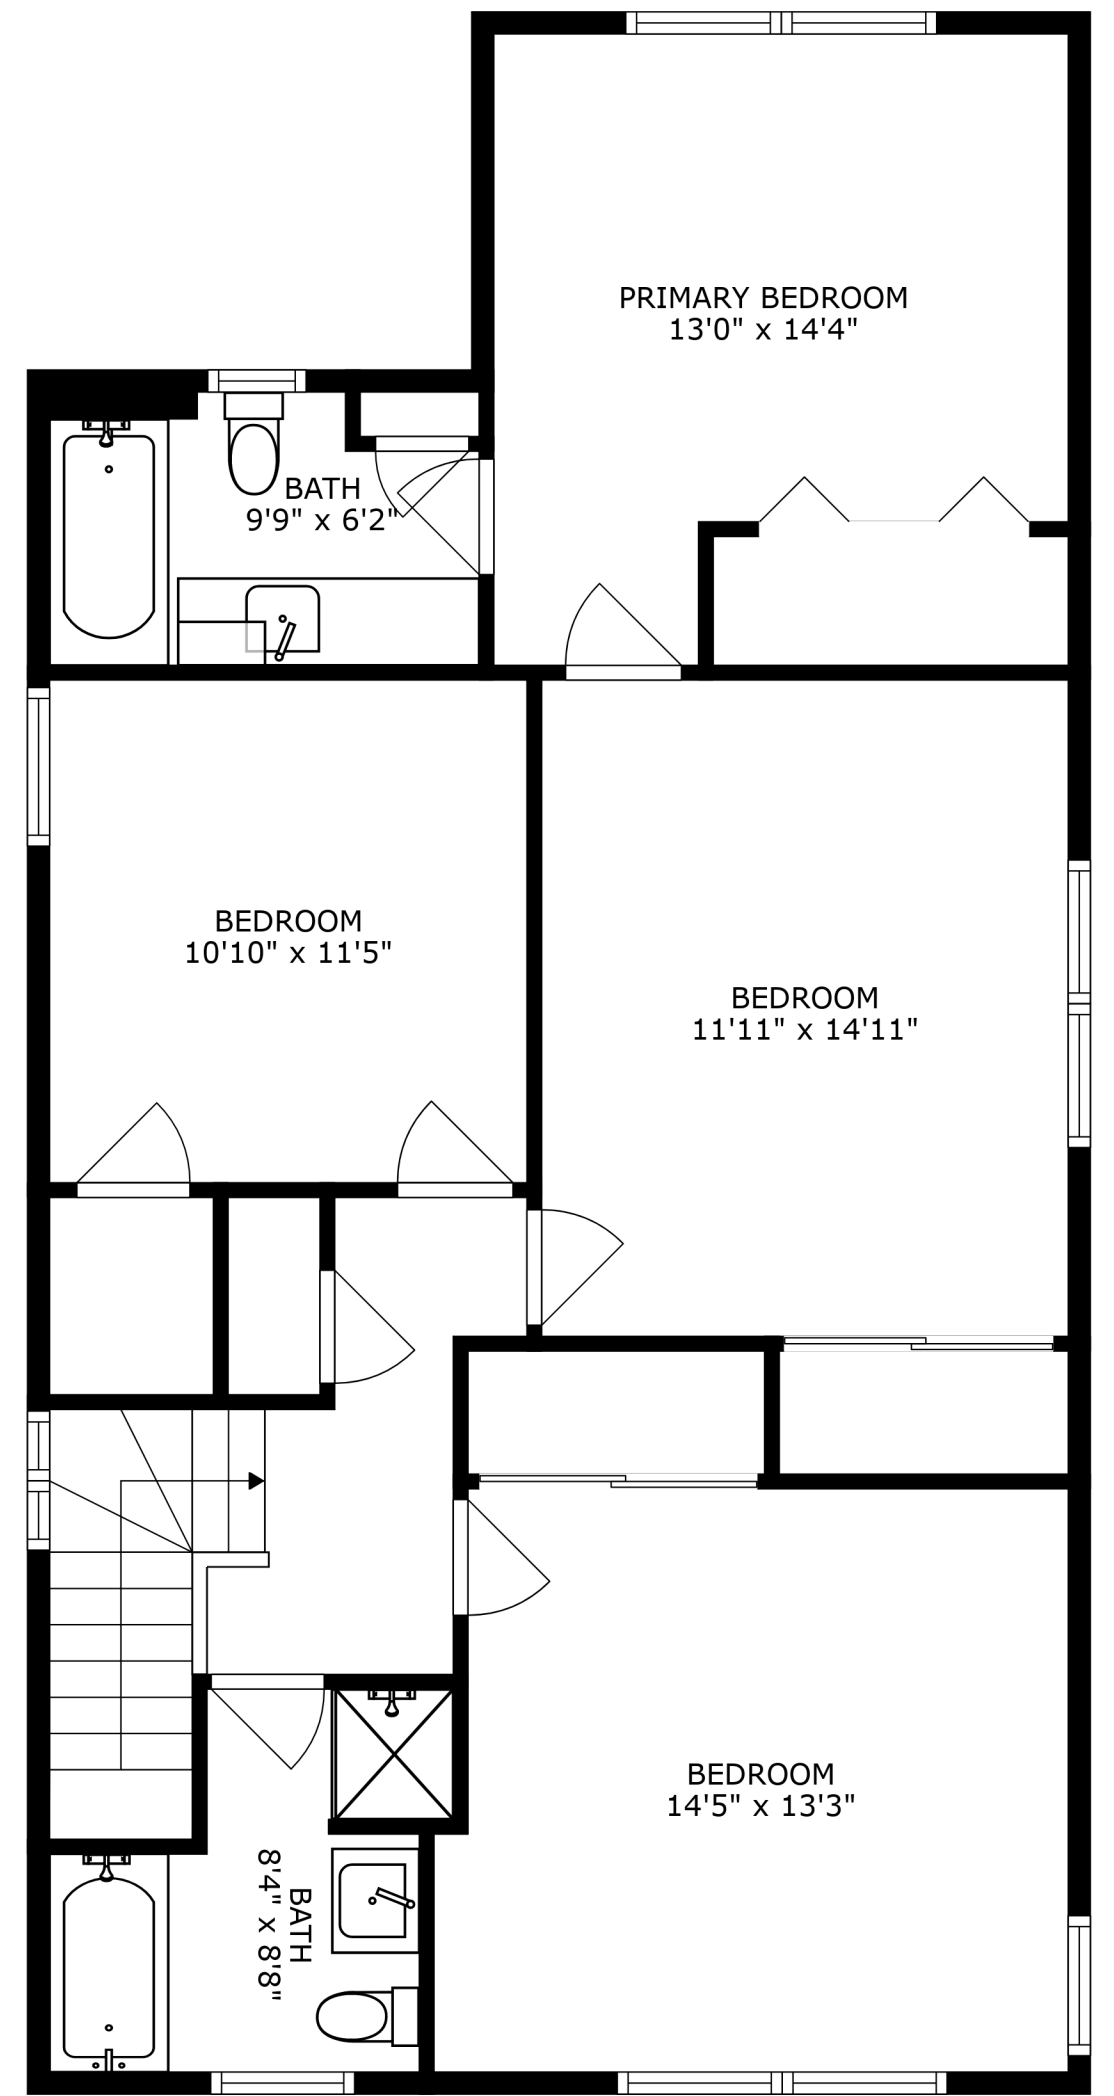 PRIMARY BEDROOM
13'0" x 14'4"
BATH
9'9" x 6'2"
BEDROOM
10'10" x 11'5"
BEDROOM
11'11" x 14'11"
BEDROOM
14'5" x 13'3"
BATH
8'4" x 8'8"